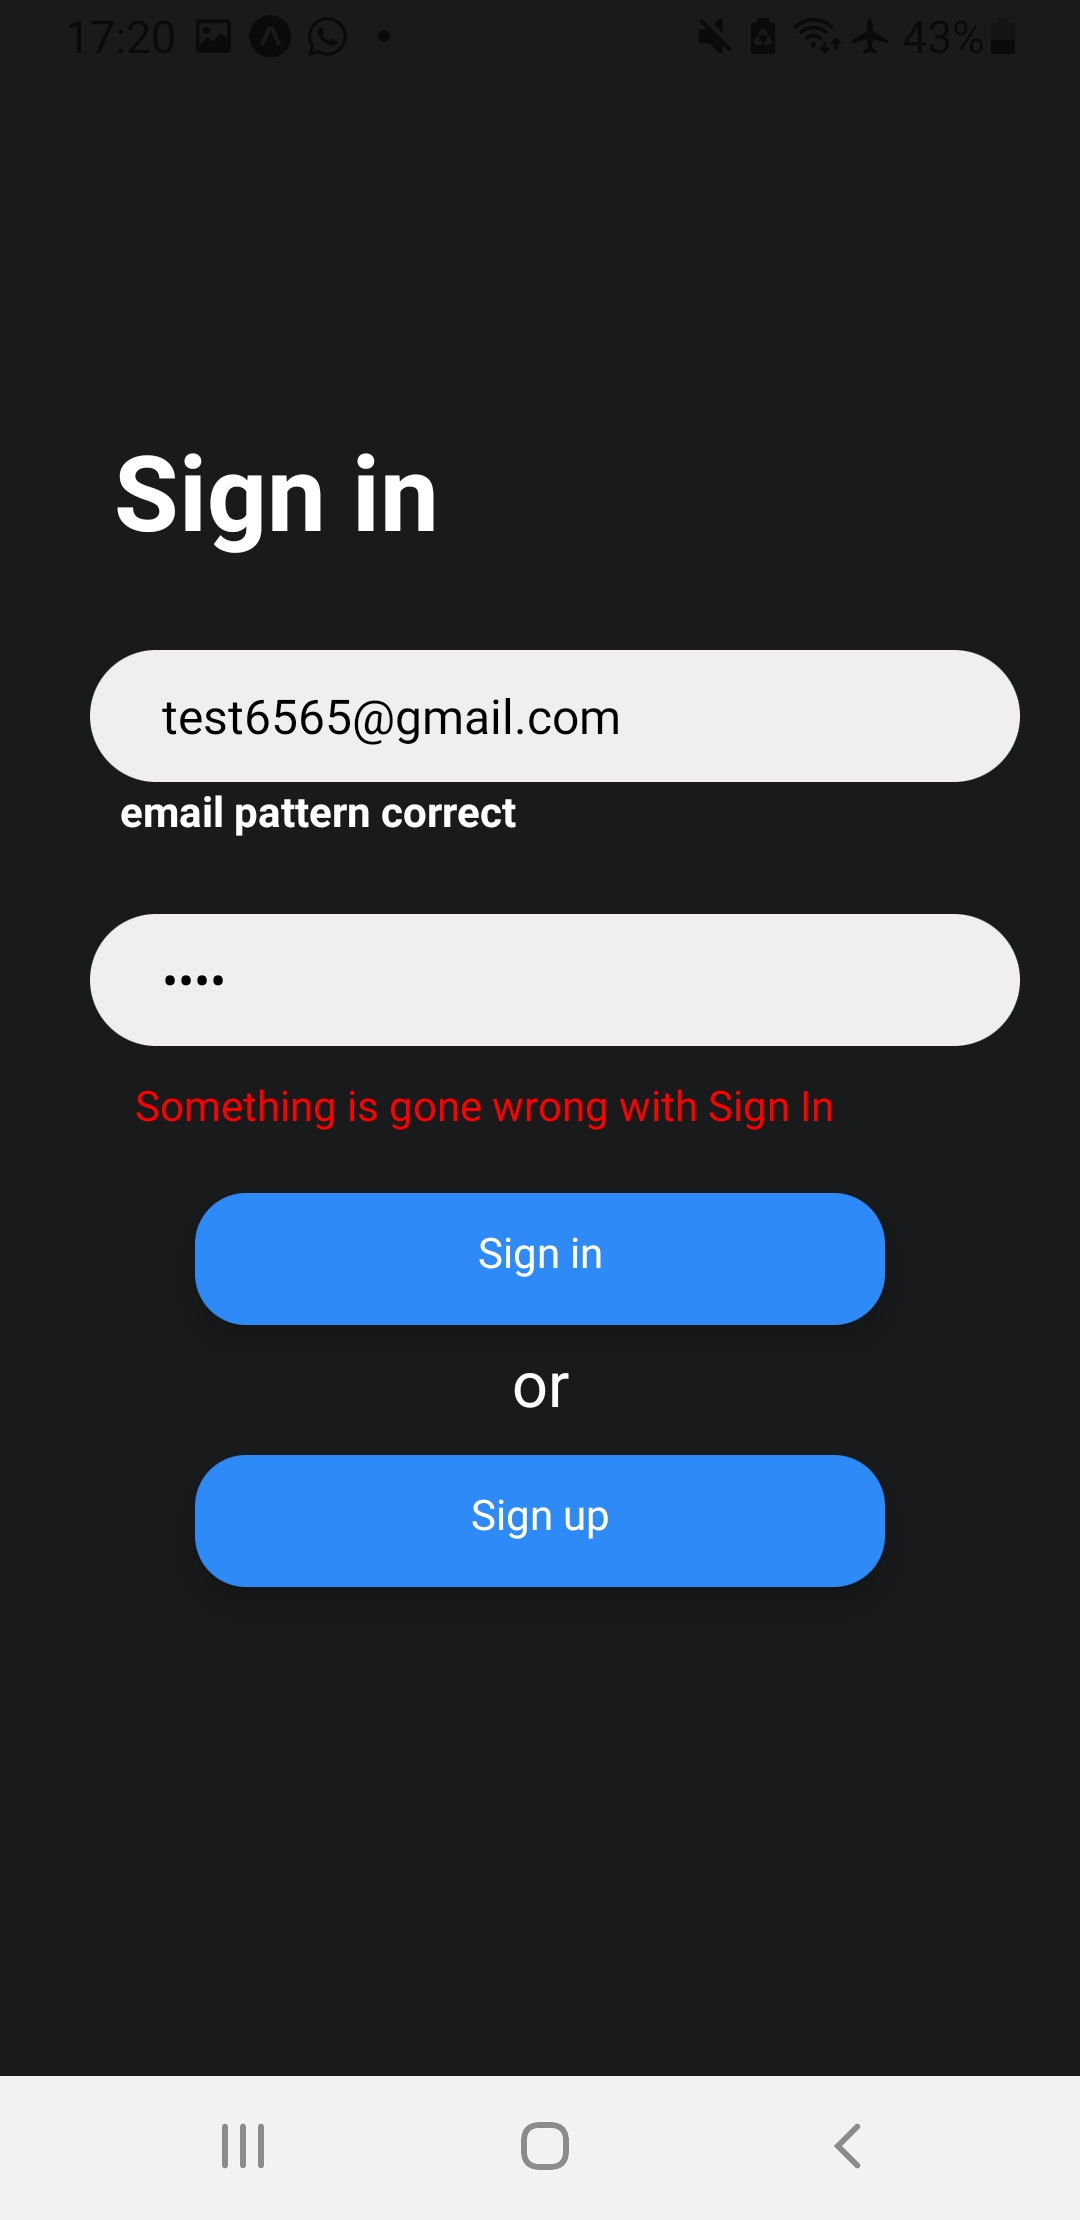 17:20 43%
Sign in
test6565@gmail.com
email pattern correct
••••
Something is gone wrong with Sign In
Sign in
or
Sign up